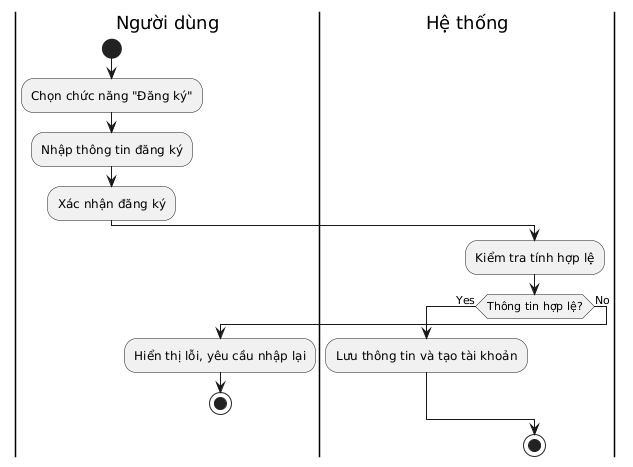 Người dùng
Hệ thống
Chọn chức năng "Đăng ký"
Nhập thông tin đăng ký
Xác nhận đăng ký
Kiểm tra tính hợp lệ
Yes
Thông tin hợp lệ?
No
Hiển thị lỗi, yêu cầu nhập lại
Lưu thông tin và tạo tài khoản